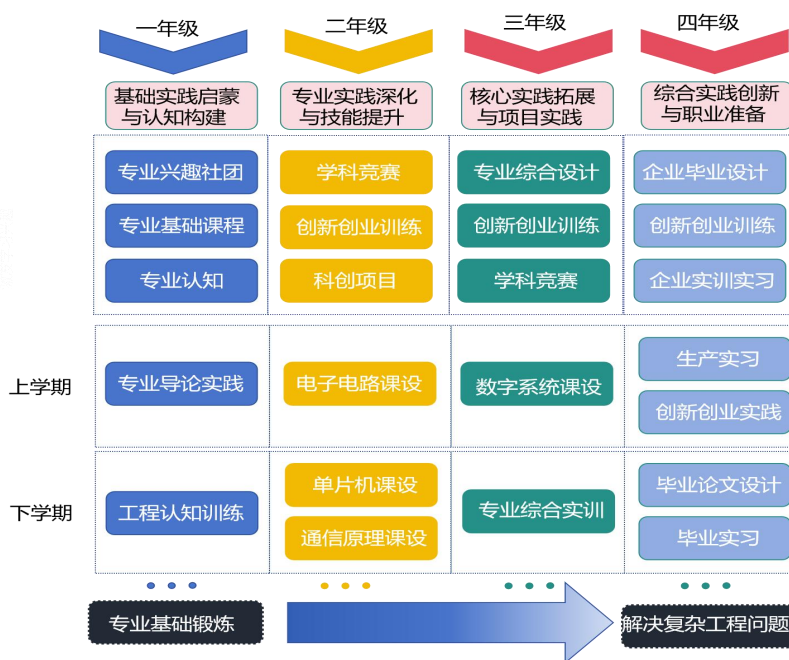 一年级
二年级
三年级
四年级
基础实践启蒙
与认知构建
专业实践深化
与技能提升
核心实践拓展
与项目实践
综合实践创新
与职业准备
专业兴趣社团
学科竞赛
专业综合设计
企业毕业设计
专业基础课程
创新创业训练
创新创业训练
创新创业训练
专业认知
科创项目
学科竞赛
企业实训实习
上学期
专业导论实践
电子电路课设
数字系统课设
生产实习
创新创业实践
下学期
工程认知训练
单片机课设
通信原理课设
专业综合实训
毕业论文设计
毕业实习
专业基础锻炼
解决复杂工程问题